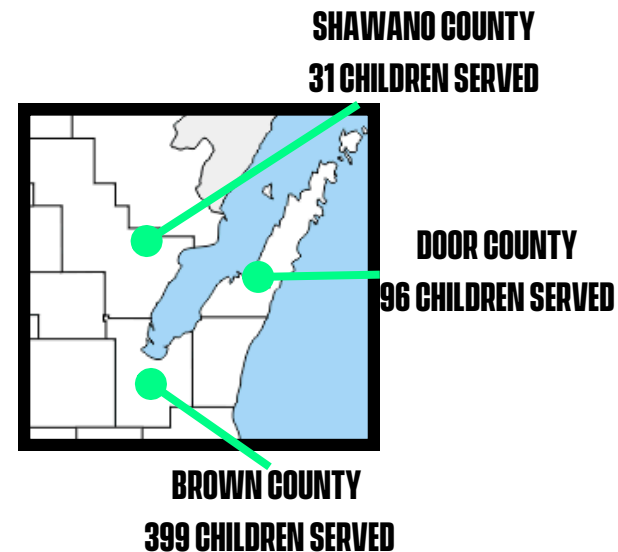 SHAWANO COUNTY
31 CHILDREN SERVED
DOOR COUNTY
96 CHILDREN SERVED
BROWN COUNTY
399 CHILDREN SERVED